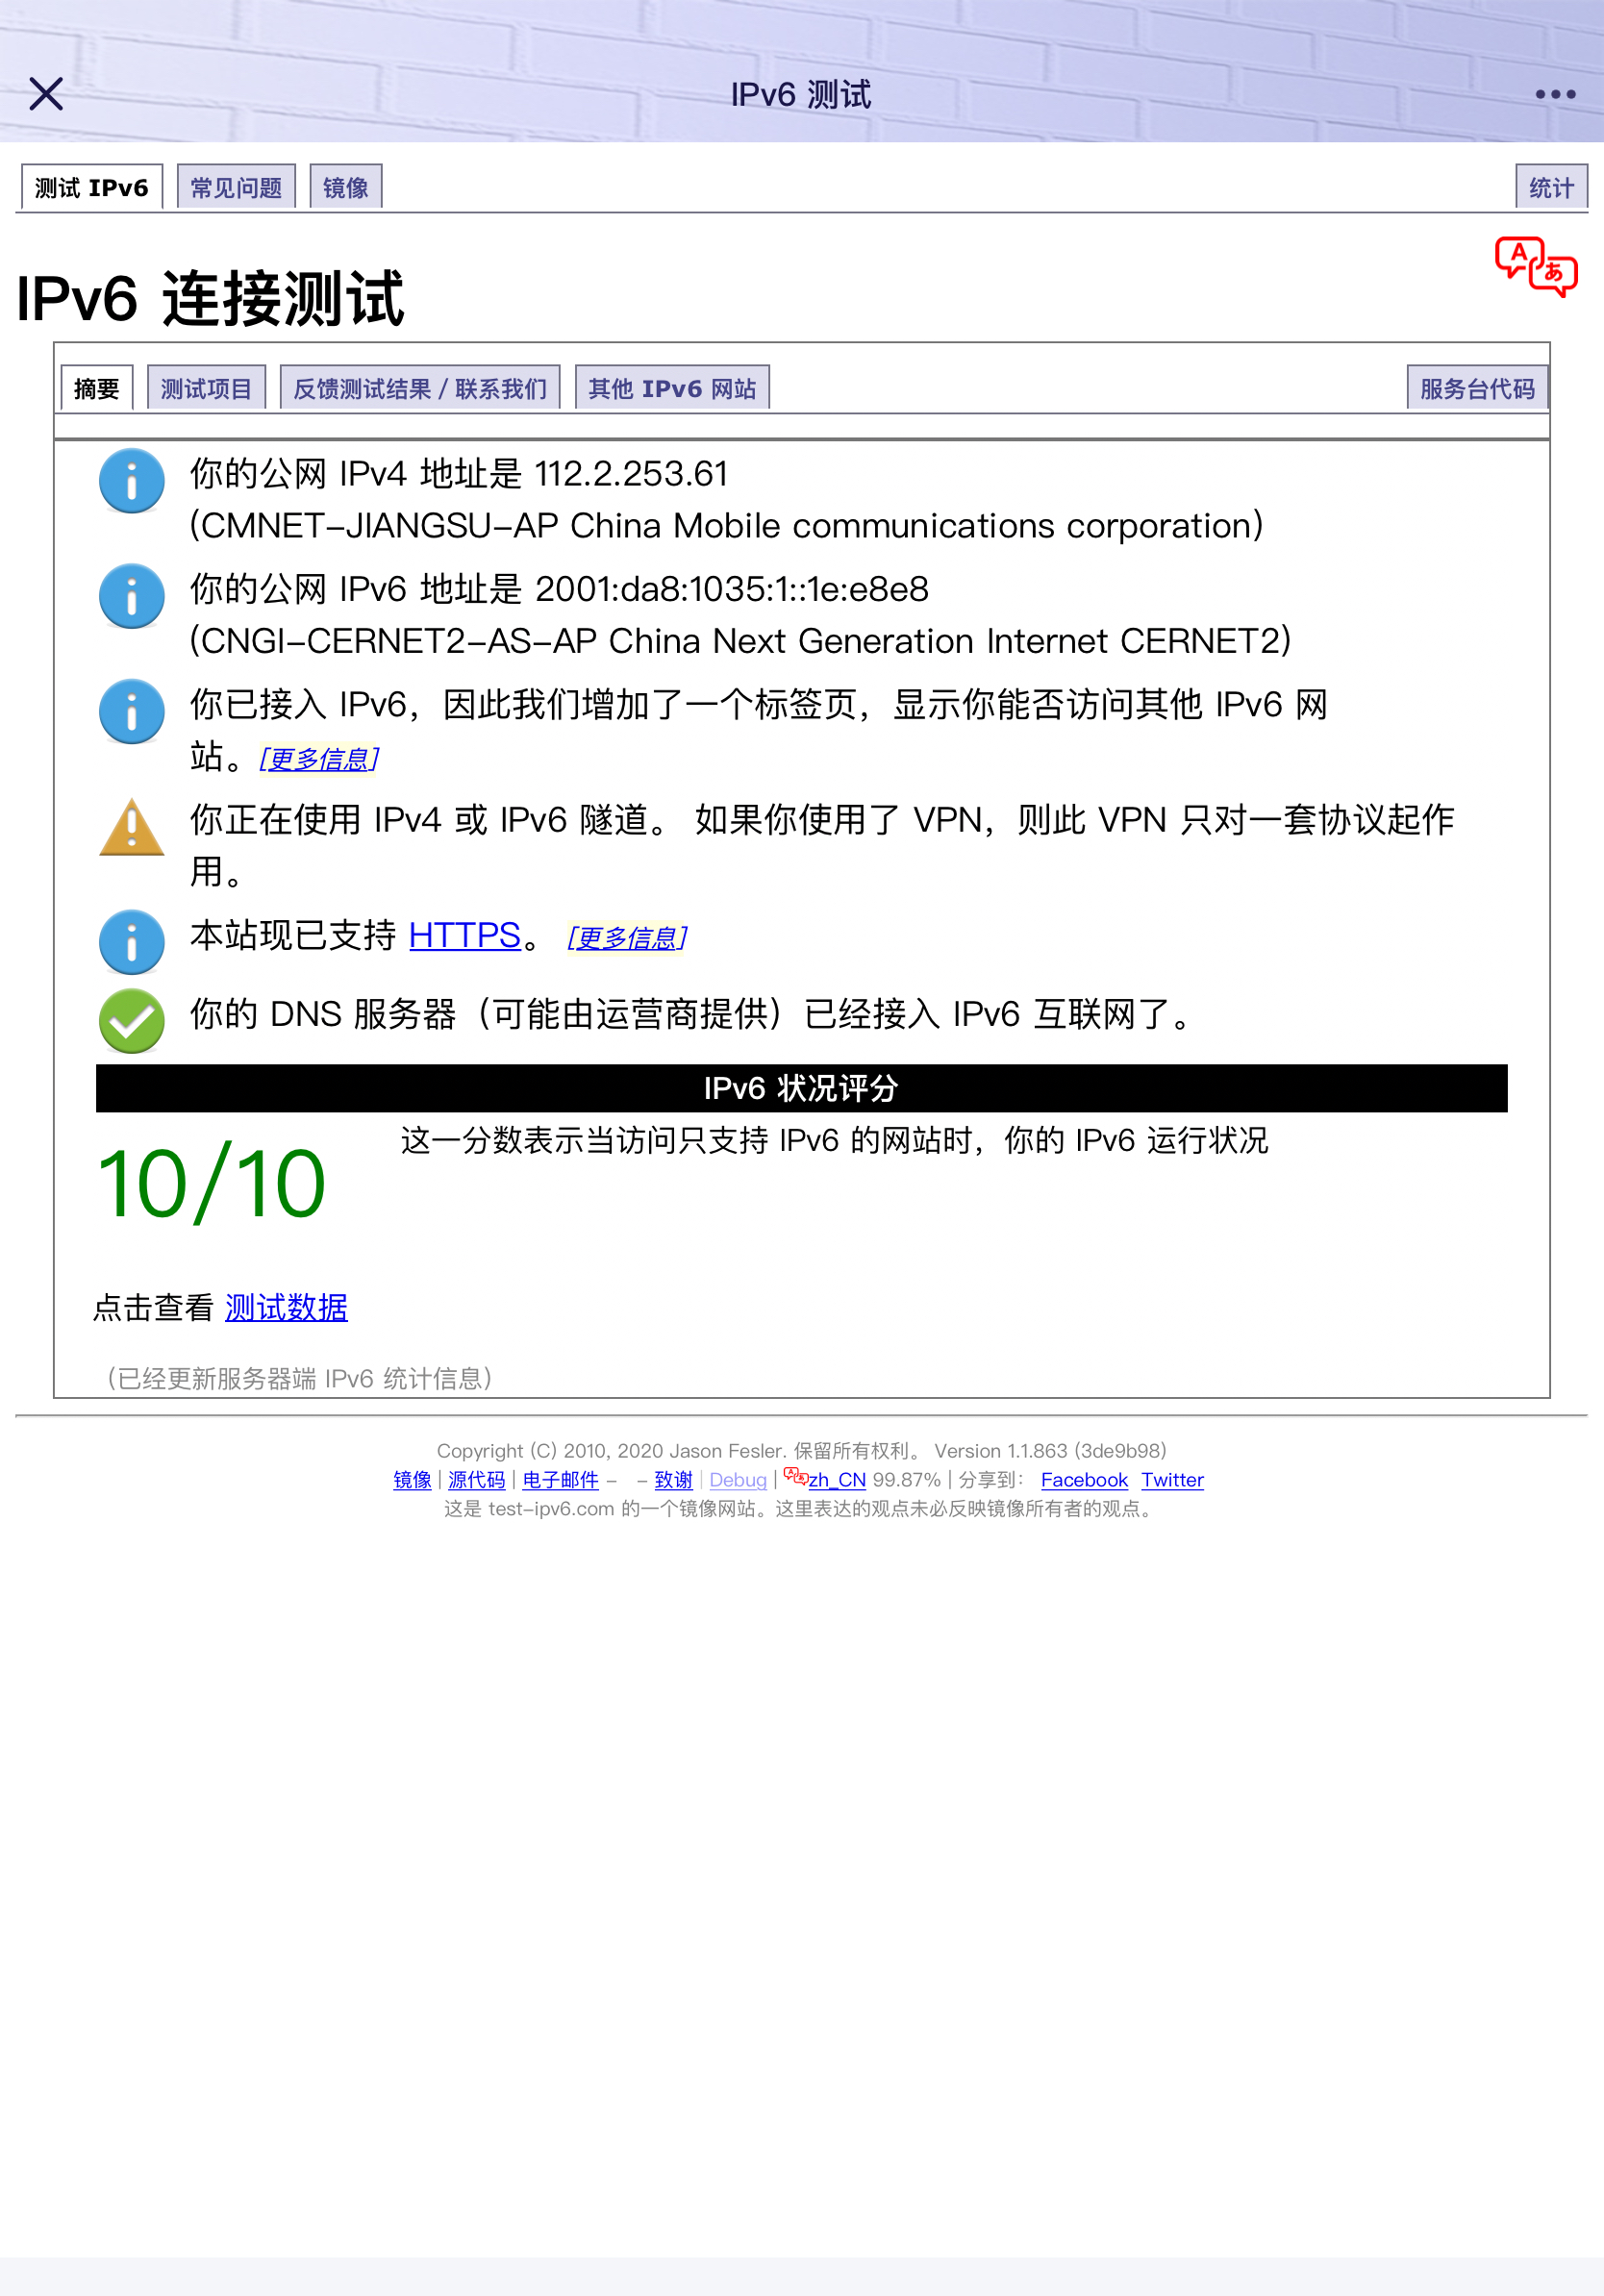 IPv6 测试
测试 IPv6 常见问题 镜像 统计
IPv6 连接测试
摘要 测试项目 反馈测试结果 / 联系我们 其他 IPv6 网站 服务台代码
你的公网 IPv4 地址是 112.2.253.61
(CMNET-JIANGSU-AP China Mobile communications corporation)
你的公网 IPv6 地址是 2001:da8:1035:1::1e:e8e8
(CNGI-CERNET2-AS-AP China Next Generation Internet CERNET2)
你已接入 IPv6，因此我们增加了一个标签页，显示你能否访问其他 IPv6 网
站。[更多信息]
你正在使用 IPv4 或 IPv6 隧道。 如果你使用了 VPN，则此 VPN 只对一套协议起作
用。
本站现已支持 HTTPS。 [更多信息]
你的 DNS 服务器（可能由运营商提供）已经接入 IPv6 互联网了。
IPv6 状况评分
10/10 这一分数表示当访问只支持 IPv6 的网站时，你的 IPv6 运行状况
点击查看 测试数据
（已经更新服务器端 IPv6 统计信息）
Copyright (C) 2010, 2020 Jason Fesler. 保留所有权利。 Version 1.1.863 (3de9b98)
镜像 | 源代码 | 电子邮件 - - 致谢 | Debug | zh_CN 99.87% | 分享到： Facebook Twitter
这是 test-ipv6.com 的一个镜像网站。这里表达的观点未必反映镜像所有者的观点。